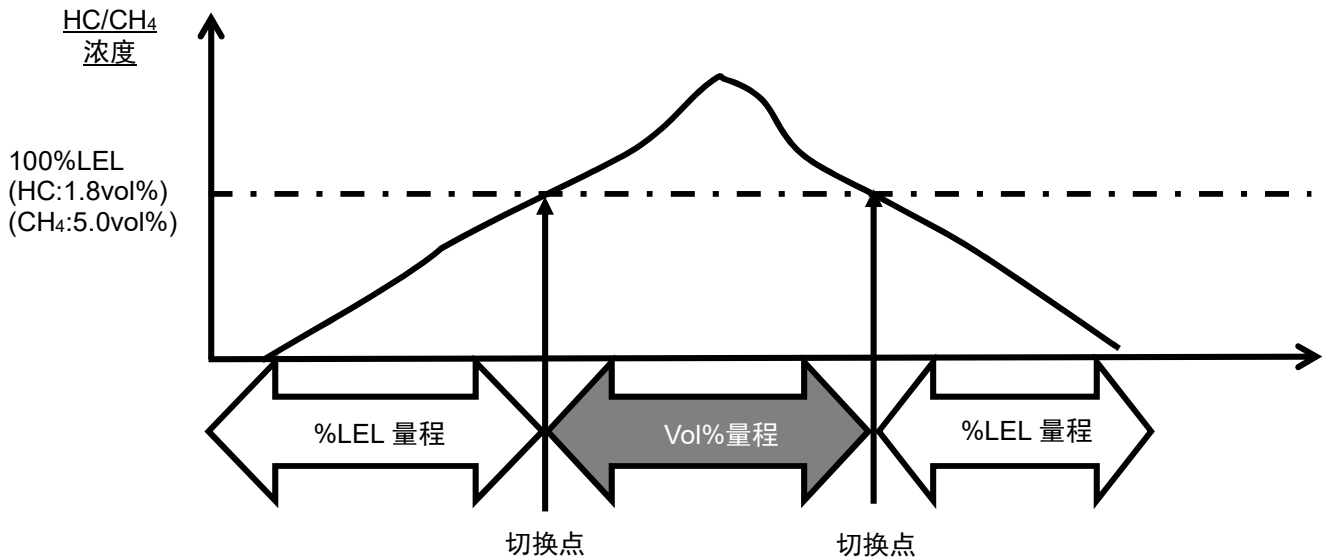 HC/CH₄
浓度
100%LEL
(HC:1.8vol%)
(CH₄:5.0vol%)
%LEL 量程
Vol%量程
%LEL 量程
切换点
切换点